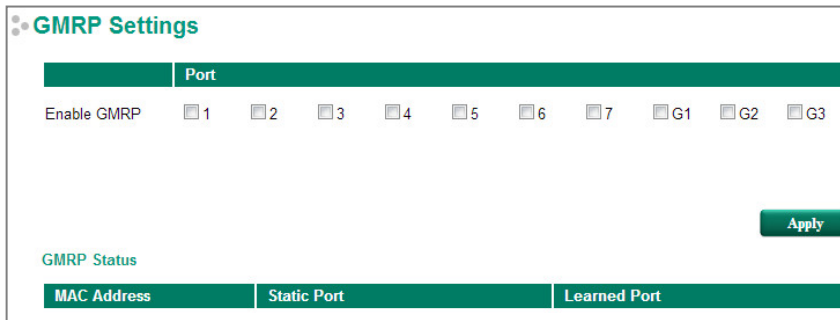 GMRP Settings
Port
Enable GMRP 1 2 3 4 5 6 7 G1 G2 G3
Apply
GMRP Status
MAC Address Static Port Learned Port